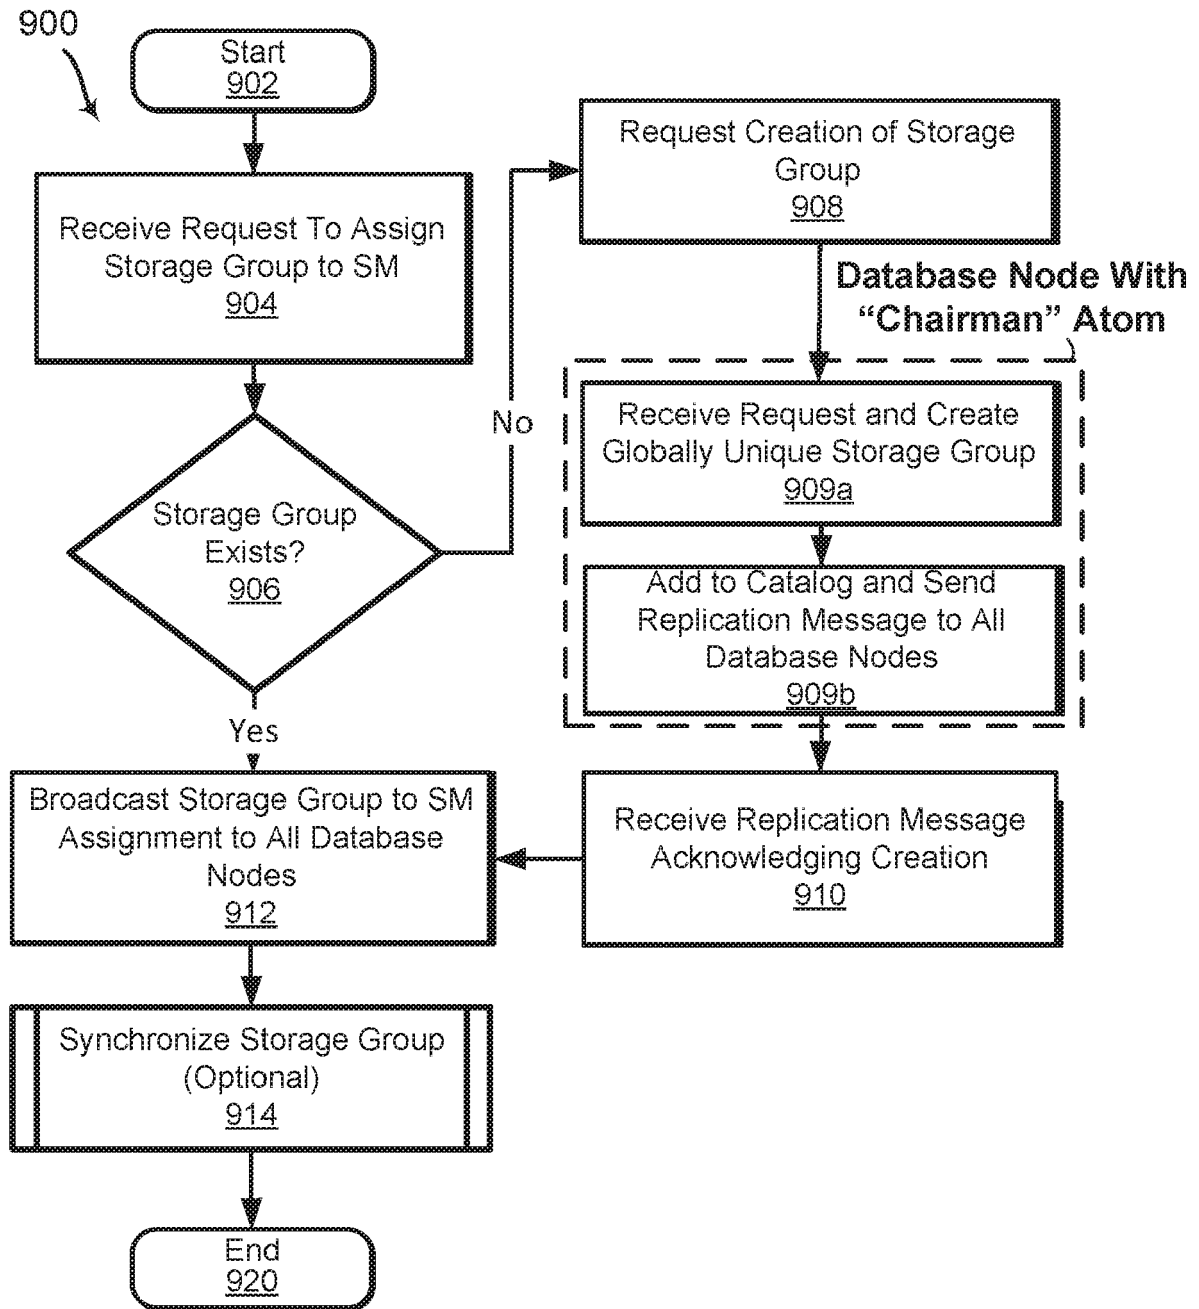 900
Start
902
Receive Request To Assign
Storage Group to SM
904
Storage Group
Exists?
906
No
Yes
Request Creation of Storage
Group
908
Database Node With
“Chairman” Atom
Receive Request and Create
Globally Unique Storage Group
909a
Add to Catalog and Send
Replication Message to All
Database Nodes
909b
Receive Replication Message
Acknowledging Creation
910
Broadcast Storage Group to SM
Assignment to All Database
Nodes
912
Synchronize Storage Group
(Optional)
914
End
920